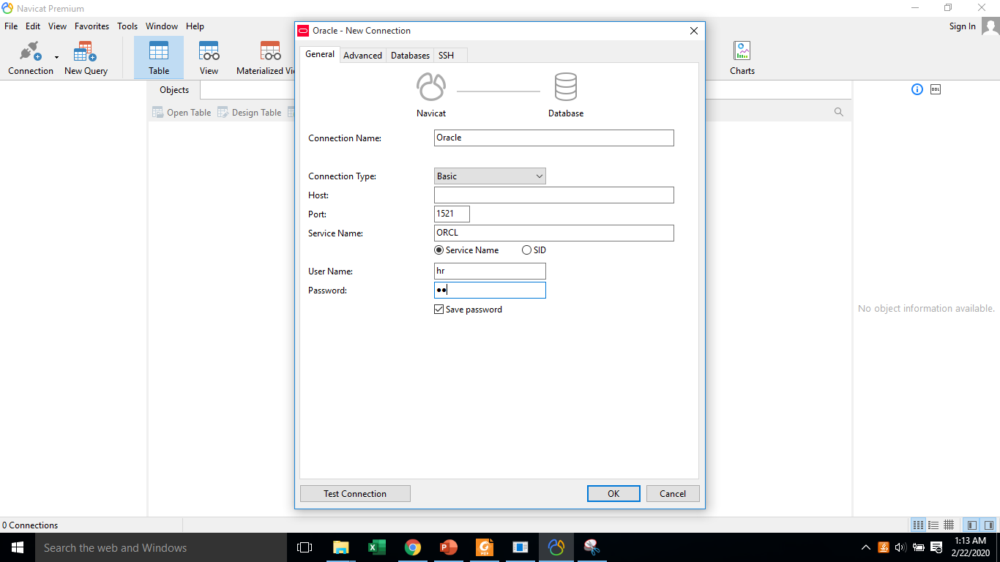 Navicat Premium
File Edit View Favorites Tools Window Help
Sign In
Connection New Query Table View Materialized Vi Charts
Objects
Open Table Design Table
No object information available.
0 Connections
Oracle - New Connection
General Advanced Databases SSH
Navicat Database
Connection Name: Oracle
Connection Type: Basic
Host:
Port: 1521
Service Name: ORCL
Service Name SID
User Name: hr
Password: ●●
Save password
Test Connection OK Cancel
DDL
Search the web and Windows
PDF
1:13 AM
2/22/2020